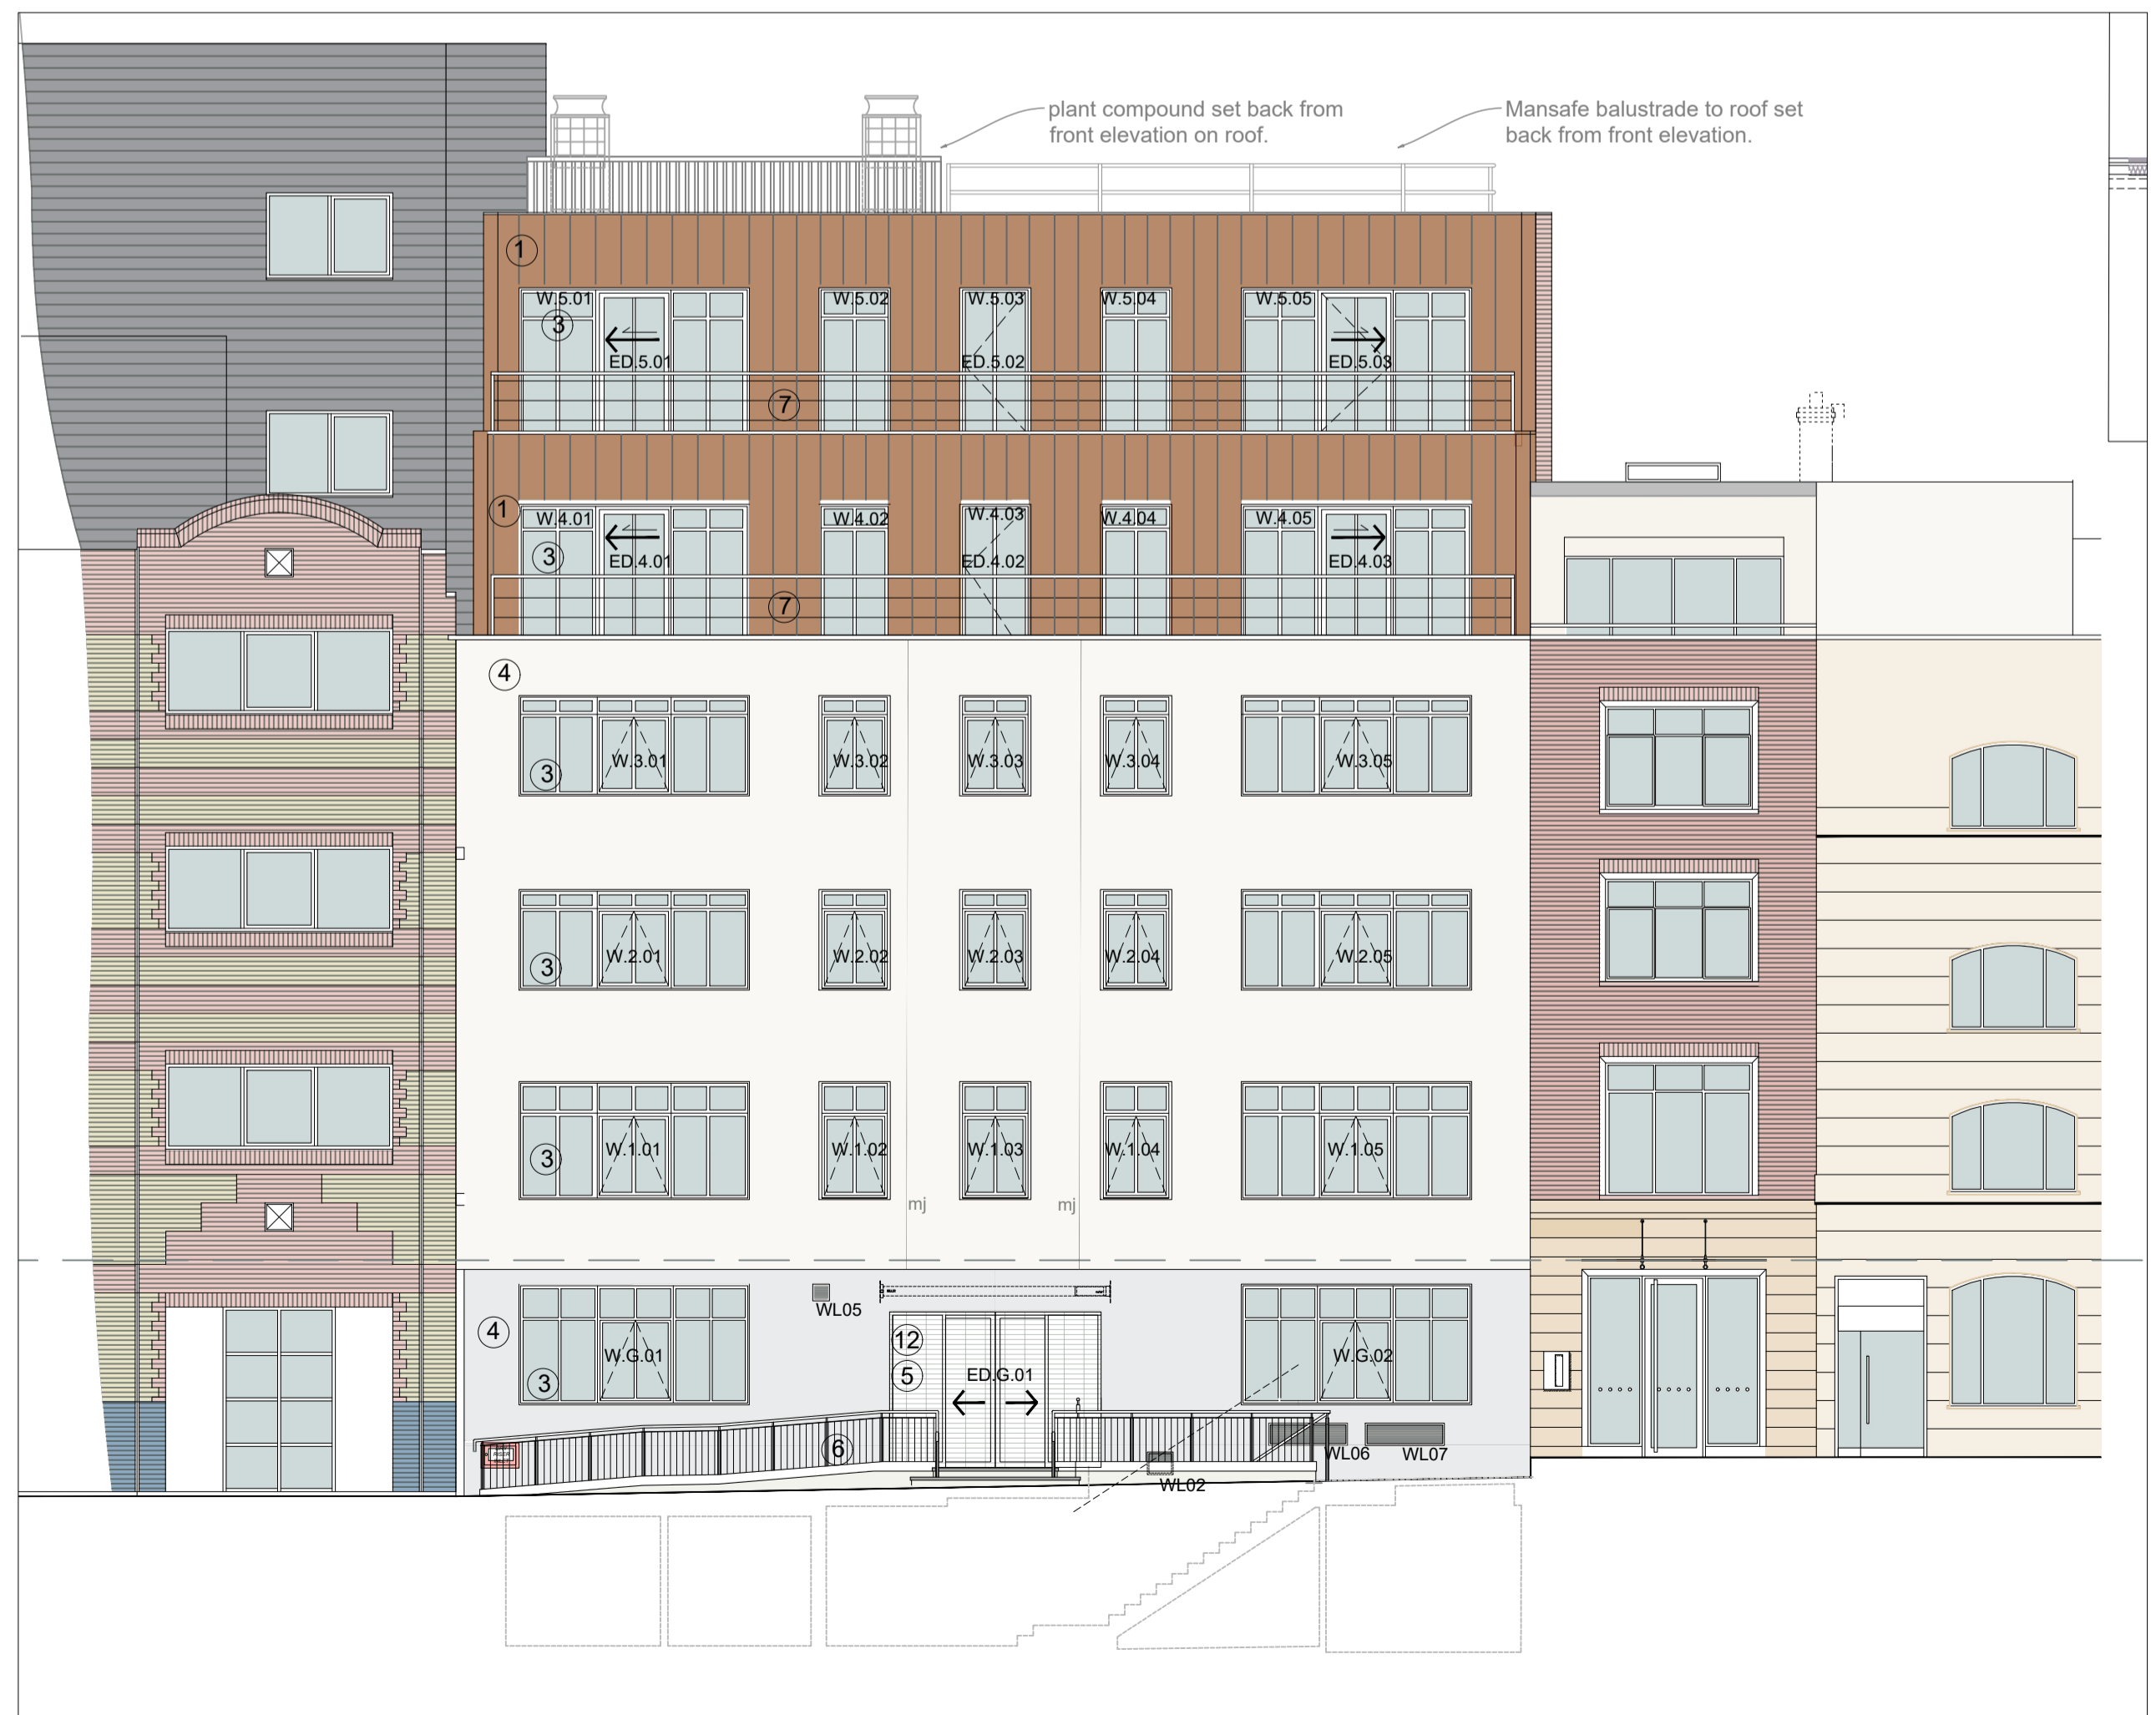 plant compound set back from
front elevation on roof.
Mansafe balustrade to roof set
back from front elevation.
1
W.5.01 W.5.02 W.5.03 W.5.04 W.5.05
3
ED.5.01 ED.5.02 ED.5.03
7
1
W.4.01 W.4.02 W.4.03 W.4.04 W.4.05
3
ED.4.01 ED.4.02 ED.4.03
7
4
W.3.01 W.3.02 W.3.03 W.3.04 W.3.05
3
W.2.01 W.2.02 W.2.03 W.2.04 W.2.05
3
W.1.01 W.1.02 W.1.03 W.1.04 W.1.05
3
mj mj
WL05
4
12
W.G.01 W.G.02
5
ED.G.01
3
6
WL06 WL07
WL02